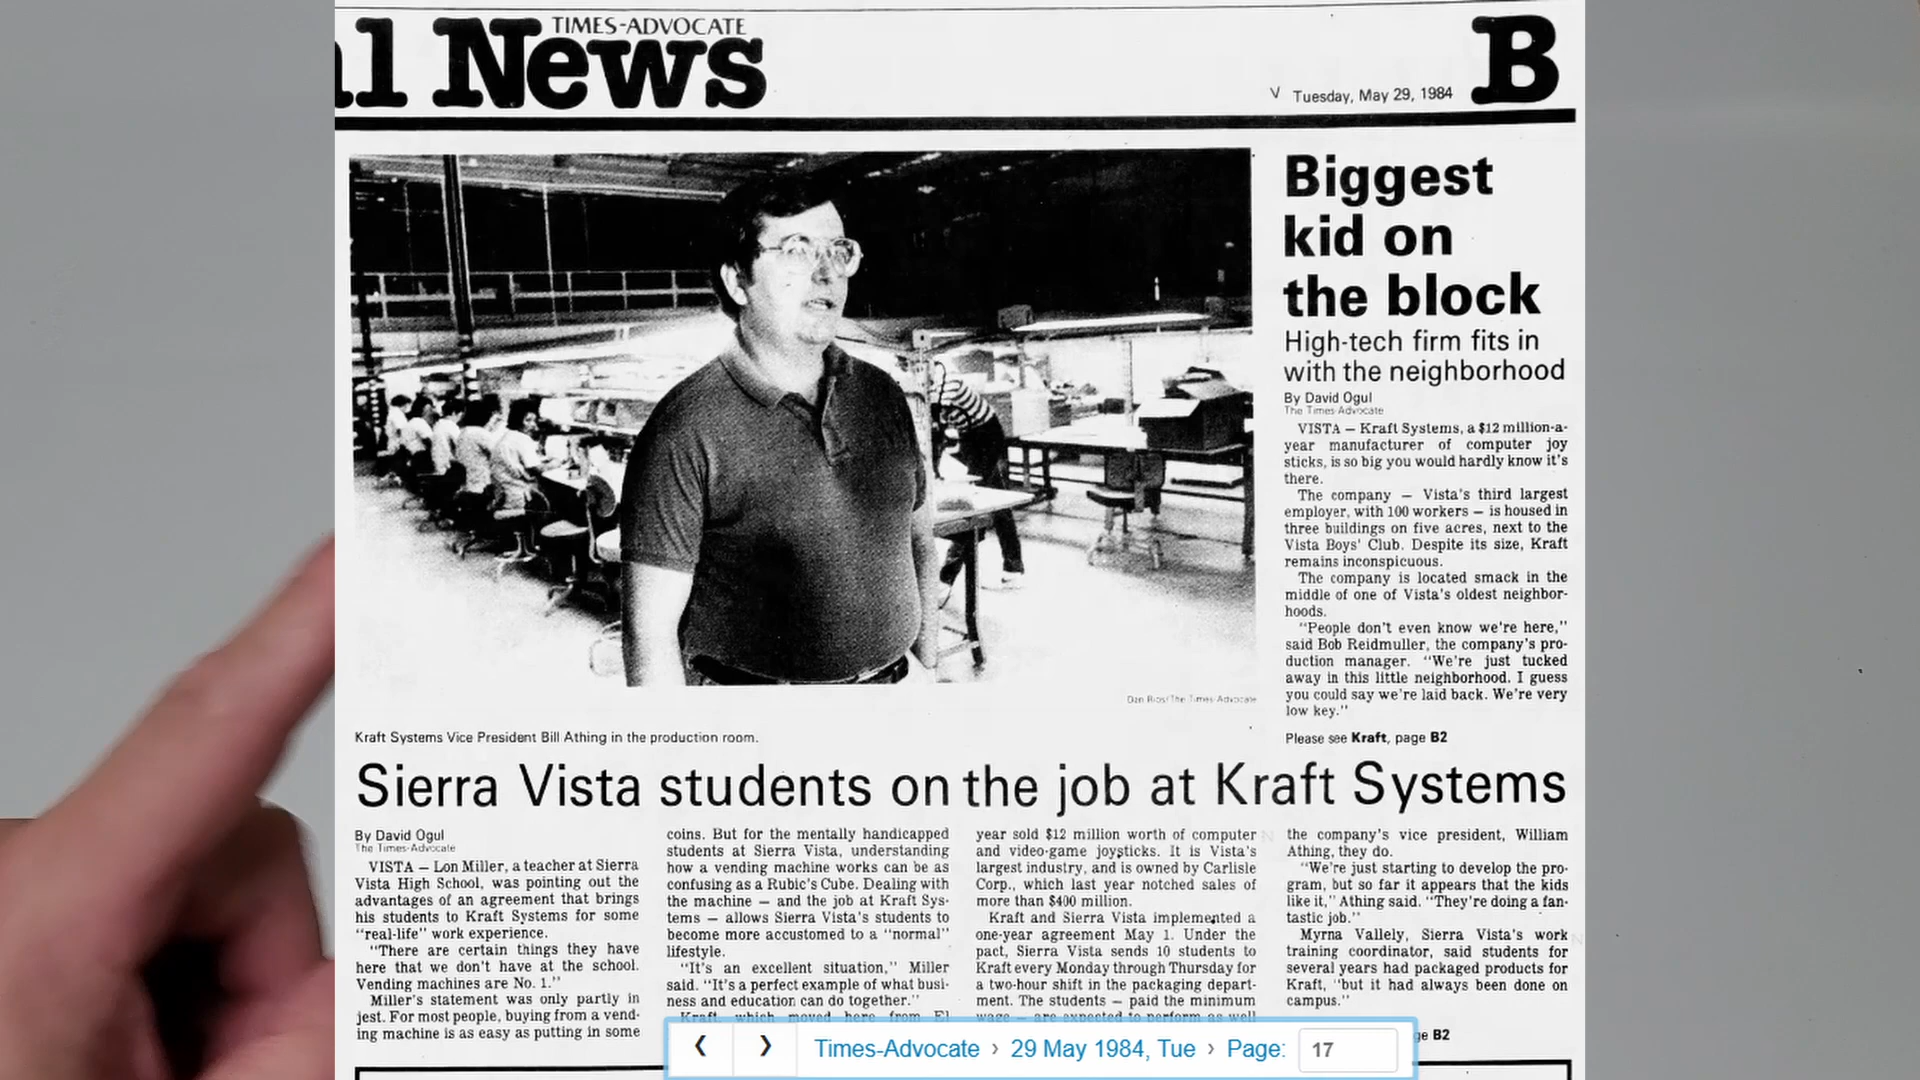 l News
TIMES-ADVOCATE
V Tuesday, May 29, 1984
B
Biggest
kid on
the block
High-tech firm fits in
with the neighborhood
By David Ogul
The Times Advocate
VISTA — Kraft Systems, a $12 million-a-
year manufacturer of computer joy
sticks, is so big you would hardly know it's
there.
The company — Vista's third largest
employer, with 100 workers — is housed in
three buildings on five acres, next to the
Vista Boys' Club. Despite its size, Kraft
remains inconspicuous.
The company is located smack in the
middle of one of Vista's oldest neighbor-
hoods.
"People don't even know we're here,"
said Bob Reidmuller, the company's pro-
duction manager. "We're just tucked
away in this little neighborhood. I guess
you could say we're laid back. We're very
low key."
Please see Kraft, page B2
Dan Rios/The Times-Advocate
Kraft Systems Vice President Bill Athing in the production room.
Sierra Vista students on the job at Kraft Systems
By David Ogul
The Times-Advocate
VISTA — Lon Miller, a teacher at Sierra
Vista High School, was pointing out the
advantages of an agreement that brings
his students to Kraft Systems for some
"real-life" work experience.
"There are certain things they have
here that we don't have at the school.
Vending machines are No. 1."
Miller's statement was only partly in
jest. For most people, buying from a vend-
ing machine is as easy as putting in some
coins. But for the mentally handicapped
students at Sierra Vista, understanding
how a vending machine works can be as
confusing as a Rubic's Cube. Dealing with
the machine — and the job at Kraft Sys-
tems — allows Sierra Vista's students to
become more accustomed to a "normal"
lifestyle.
"It's an excellent situation," Miller
said. "It's a perfect example of what busi-
ness and education can do together."
Kraft, which moved here from El
year sold $12 million worth of computer
and video-game joysticks. It is Vista's
largest industry, and is owned by Carlisle
Corp., which last year notched sales of
more than $400 million.
Kraft and Sierra Vista implemented a
one-year agreement May 1. Under the
pact, Sierra Vista sends 10 students to
Kraft every Monday through Thursday for
a two-hour shift in the packaging depart-
ment. The students — paid the minimum
wage — are expected to perform as well
the company's vice president, William
Athing, they do.
"We're just starting to develop the pro-
gram, but so far it appears that the kids
like it," Athing said. "They're doing a fan-
tastic job."
Myrna Vallely, Sierra Vista's work
training coordinator, said students for
several years had packaged products for
Kraft, "but it had always been done on
campus."
ge B2
Times-Advocate › 29 May 1984, Tue › Page: 17